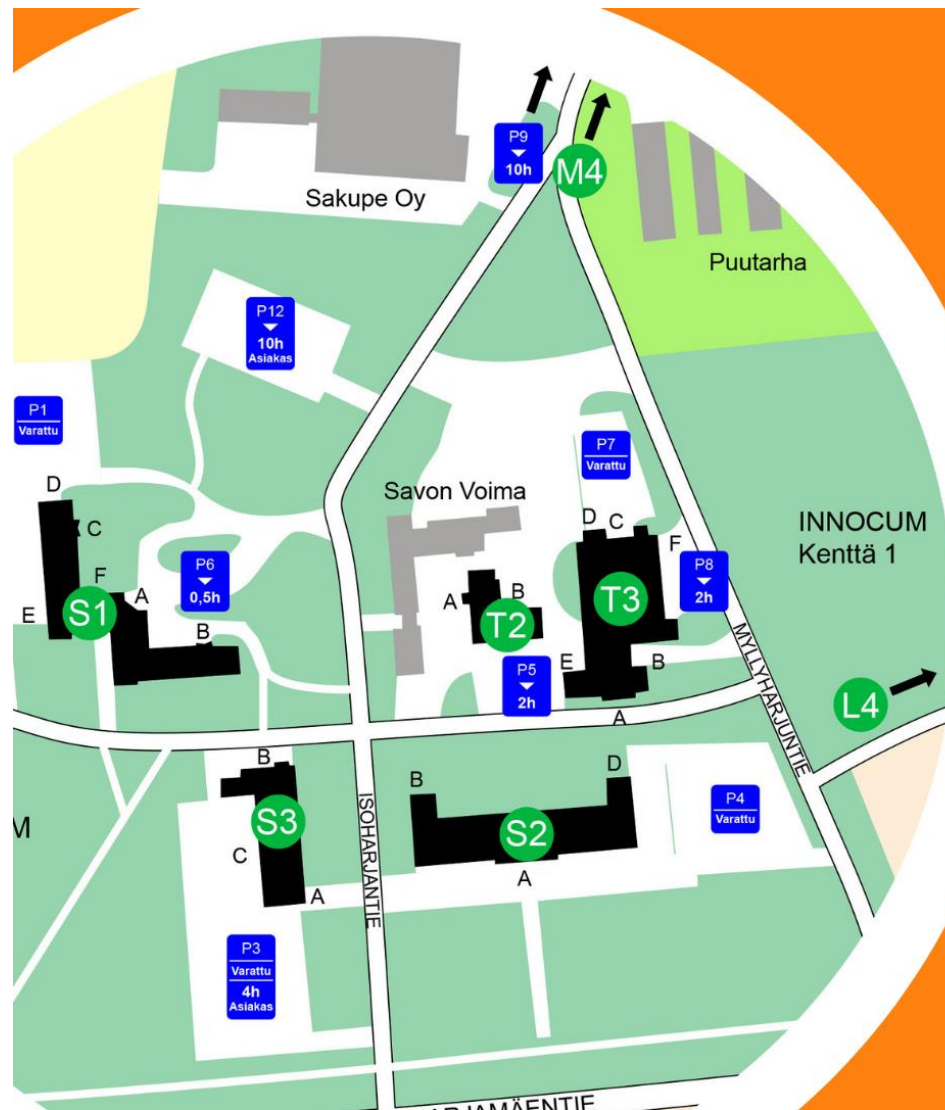 P9
10h
M4
Sakupe Oy
Puutarha
P12
10h
Asiakas
P1
Varattu
P7
Varattu
Savon Voima
INNOCUM
Kenttä 1
D
C
F
A
B
E
S1
P6
0,5h
A
B
T2
D
C
F
E
B
A
T3
P8
2h
P5
2h
MYLLYHARJUNTIE
L4
B
C
A
S3
ISOHARJANTIE
B
D
A
S2
P4
Varattu
M
P3
Varattu
4h
Asiakas
ARJAMÄENTIE